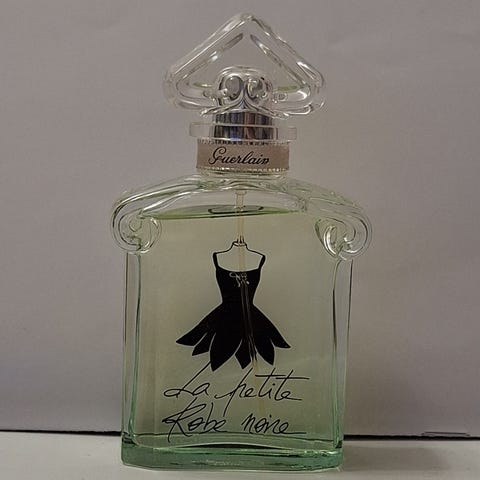 Guerlain
La petite
Robe noire